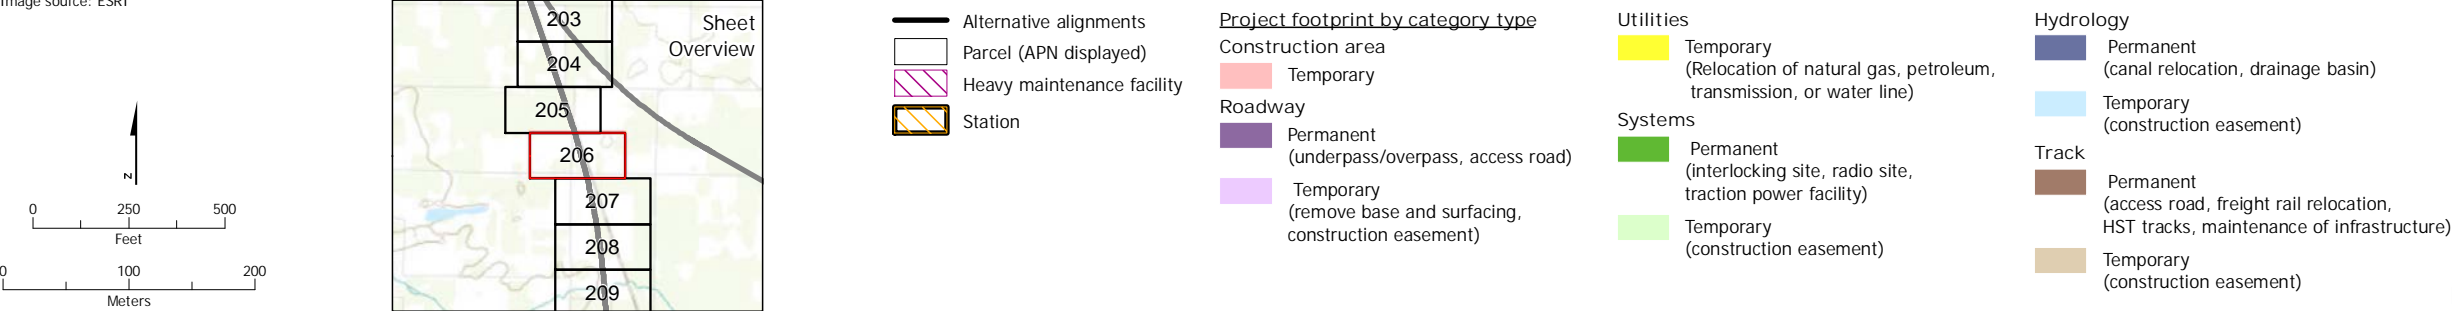 Image source: ESRI
N
0 250 500
Feet
0 100 200
Meters
Sheet
Overview
203
204
205
206
207
208
209
Alternative alignments
Parcel (APN displayed)
Heavy maintenance facility
Station
Project footprint by category type
Construction area
Temporary
Roadway
Permanent
(underpass/overpass, access road)
Temporary
(remove base and surfacing,
construction easement)
Utilities
Temporary
(Relocation of natural gas, petroleum,
transmission, or water line)
Systems
Permanent
(interlocking site, radio site,
traction power facility)
Temporary
(construction easement)
Hydrology
Permanent
(canal relocation, drainage basin)
Temporary
(construction easement)
Track
Permanent
(access road, freight rail relocation,
HST tracks, maintenance of infrastructure)
Temporary
(construction easement)